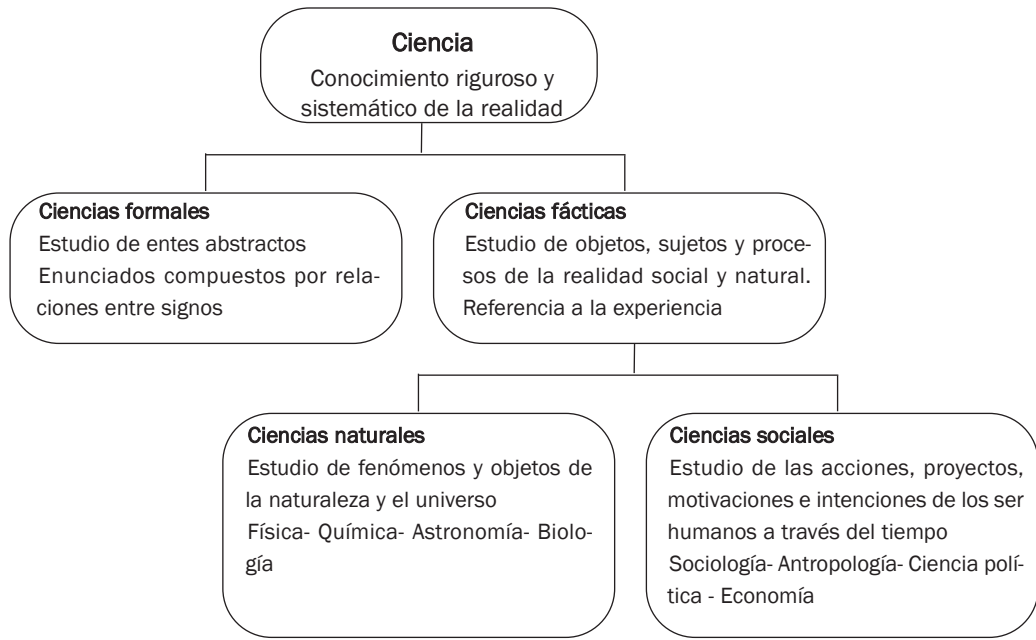 Ciencia
Conocimiento riguroso y
sistemático de la realidad
Ciencias formales
Estudio de entes abstractos
Enunciados compuestos por rela-
ciones entre signos
Ciencias fácticas
Estudio de objetos, sujetos y proce-
sos de la realidad social y natural.
Referencia a la experiencia
Ciencias naturales
Estudio de fenómenos y objetos de
la naturaleza y el universo
Física- Química- Astronomía- Biolo-
gía
Ciencias sociales
Estudio de las acciones, proyectos,
motivaciones e intenciones de los ser
humanos a través del tiempo
Sociología- Antropología- Ciencia polí-
tica - Economía